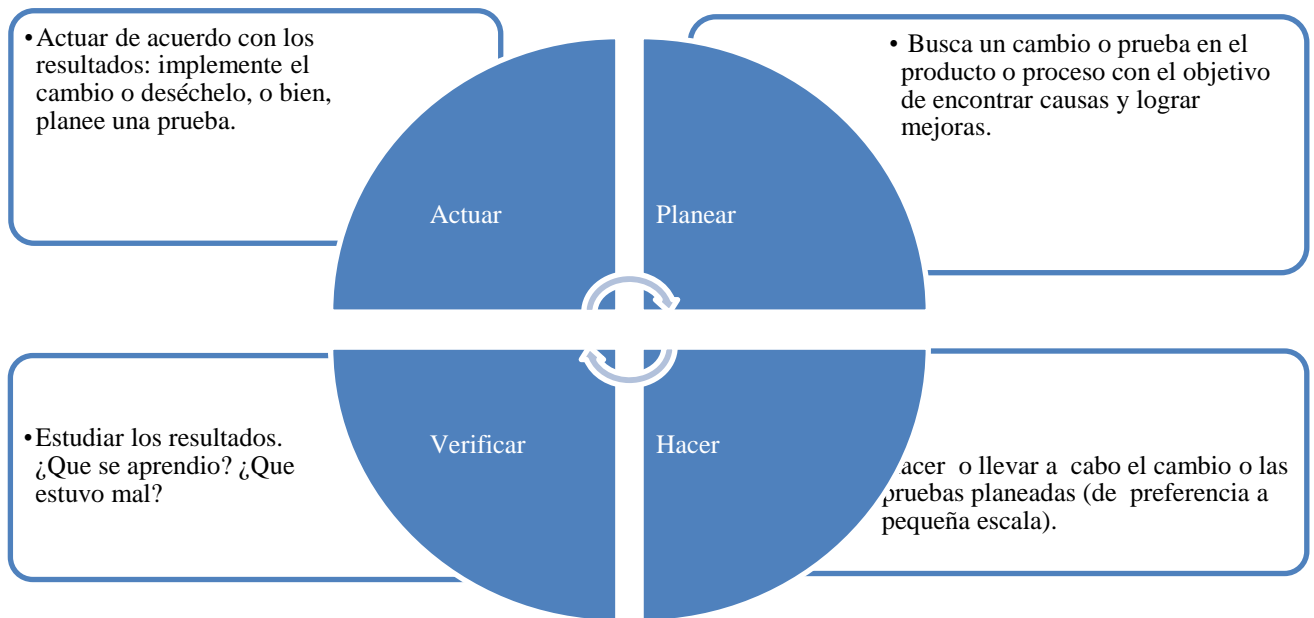 •Actuar de acuerdo con los
resultados: implemente el
cambio o deséchelo, o bien,
planee una prueba.
• Busca un cambio o prueba en el
producto o proceso con el objetivo
de encontrar causas y lograr
mejoras.
Actuar
Planear
Verificar
Hacer
•Estudiar los resultados.
¿Que se aprendio? ¿Que
estuvo mal?
acer o llevar a cabo el cambio o las
pruebas planeadas (de preferencia a
pequeña escala).